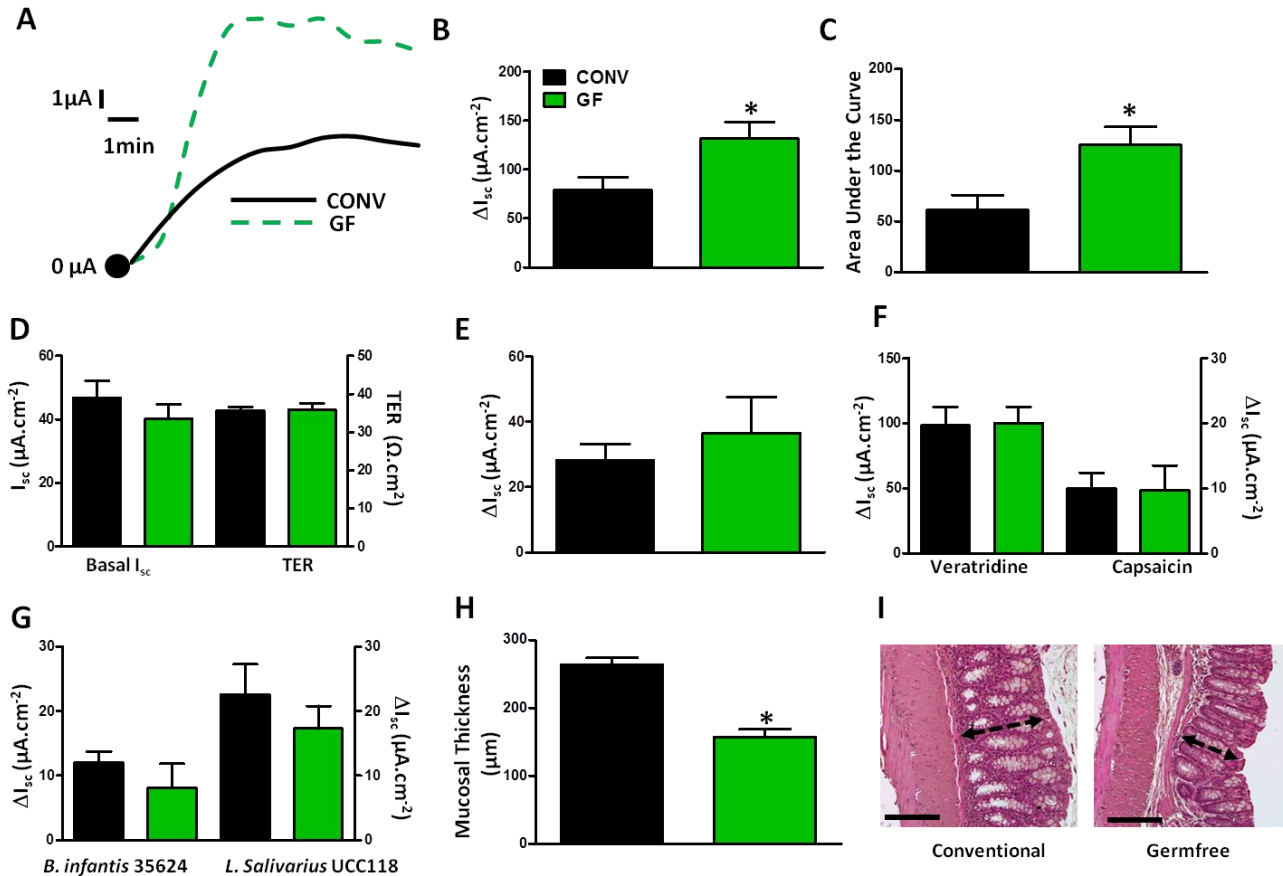 A
1µA
1min
CONV
GF
0 µA
B
ΔIsc (µA.cm-2)
200
150
100
50
0
CONV
GF
*
C
Area Under the Curve
200
150
100
50
0
*
D
Isc (µA.cm-2)
60
40
20
0
50
40
30
20
10
0
TER (Ω.cm2)
Basal Isc
TER
E
ΔIsc (µA.cm-2)
60
40
20
0
F
ΔIsc (µA.cm-2)
150
100
50
0
30
20
10
0
ΔIsc (µA.cm-2)
Veratridine
Capsaicin
G
ΔIsc (µA.cm-2)
30
20
10
0
30
20
10
0
ΔIsc (µA.cm-2)
B. infantis 35624
L. Salivarius UCC118
H
Mucosal Thickness
(µm)
300
200
100
0
*
I
Conventional
Germfree